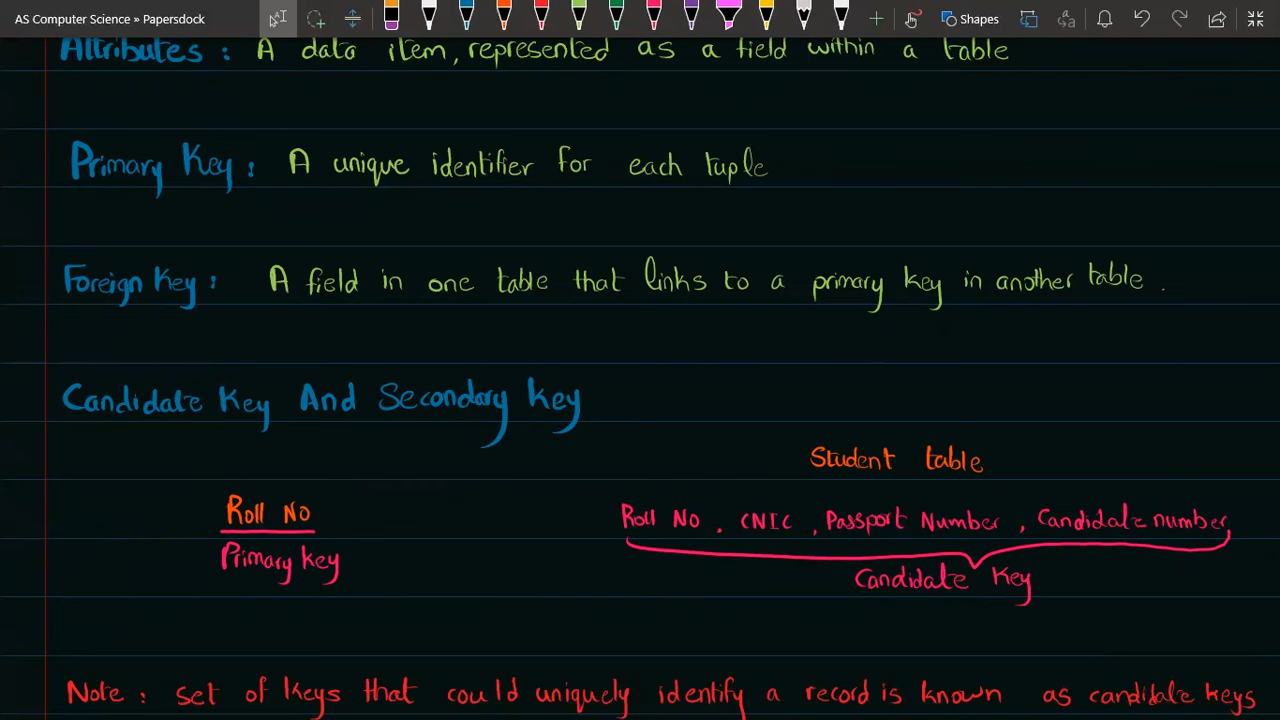 AS Computer Science » Papersdock
Shapes
Attributes : A data item, represented as a field within a table
Primary Key : A unique identifier for each tuple
Foreign Key : A field in one table that links to a primary key in another table .
Candidate Key And Secondary Key
Student table
Roll No
Roll No , CNIC , Passport Number , Candidate number,
Primary key
Candidate Key
Note : set of keys that could uniquely identify a record is known as candidate keys